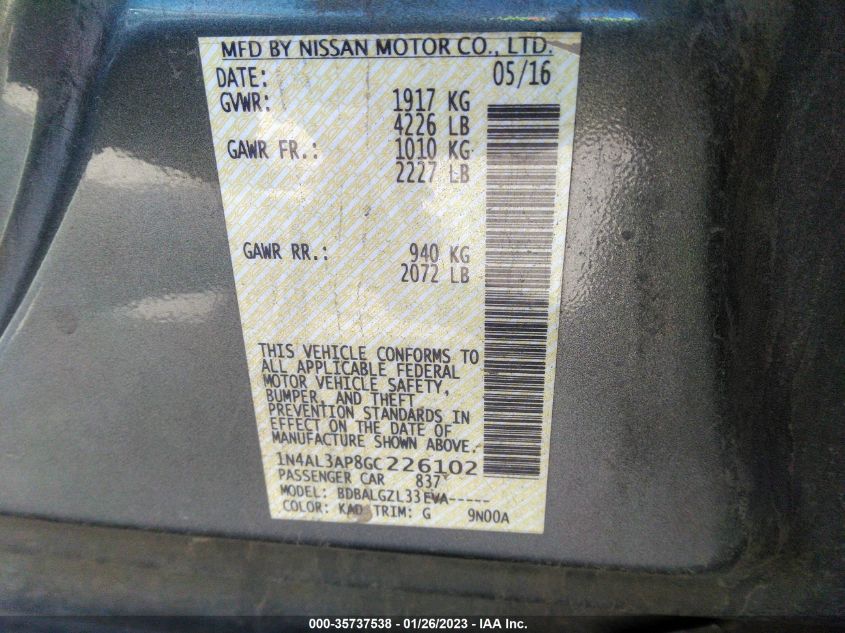 MFD BY NISSAN MOTOR CO., LTD.
DATE: 05/16
GVWR: 1917 KG
4226 LB
GAWR FR.: 1010 KG
2227 LB
GAWR RR.: 940 KG
2072 LB
THIS VEHICLE CONFORMS TO
ALL APPLICABLE FEDERAL
MOTOR VEHICLE SAFETY,
BUMPER, AND THEFT
PREVENTION STANDARDS IN
EFFECT ON THE DATE OF
MANUFACTURE SHOWN ABOVE.
1N4AL3AP8GC226102
PASSENGER CAR 837
MODEL: BDBALGZL33EVA-----
COLOR: KAD TRIM: G 9N00A
000-35737538 - 01/26/2023 - IAA Inc.